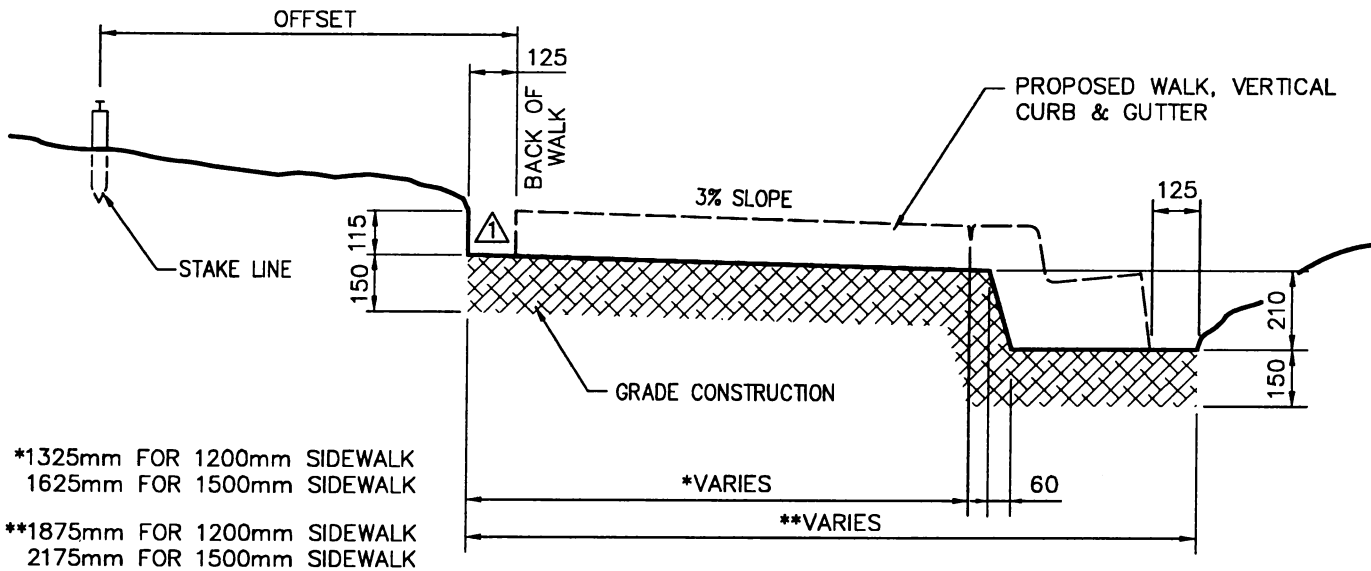 OFFSET
125
BACK OF
WALK
PROPOSED WALK, VERTICAL
CURB & GUTTER
3% SLOPE
125
115
1
STAKE LINE
150
210
GRADE CONSTRUCTION
150
*1325mm FOR 1200mm SIDEWALK
1625mm FOR 1500mm SIDEWALK
*VARIES
60
**VARIES
**1875mm FOR 1200mm SIDEWALK
2175mm FOR 1500mm SIDEWALK